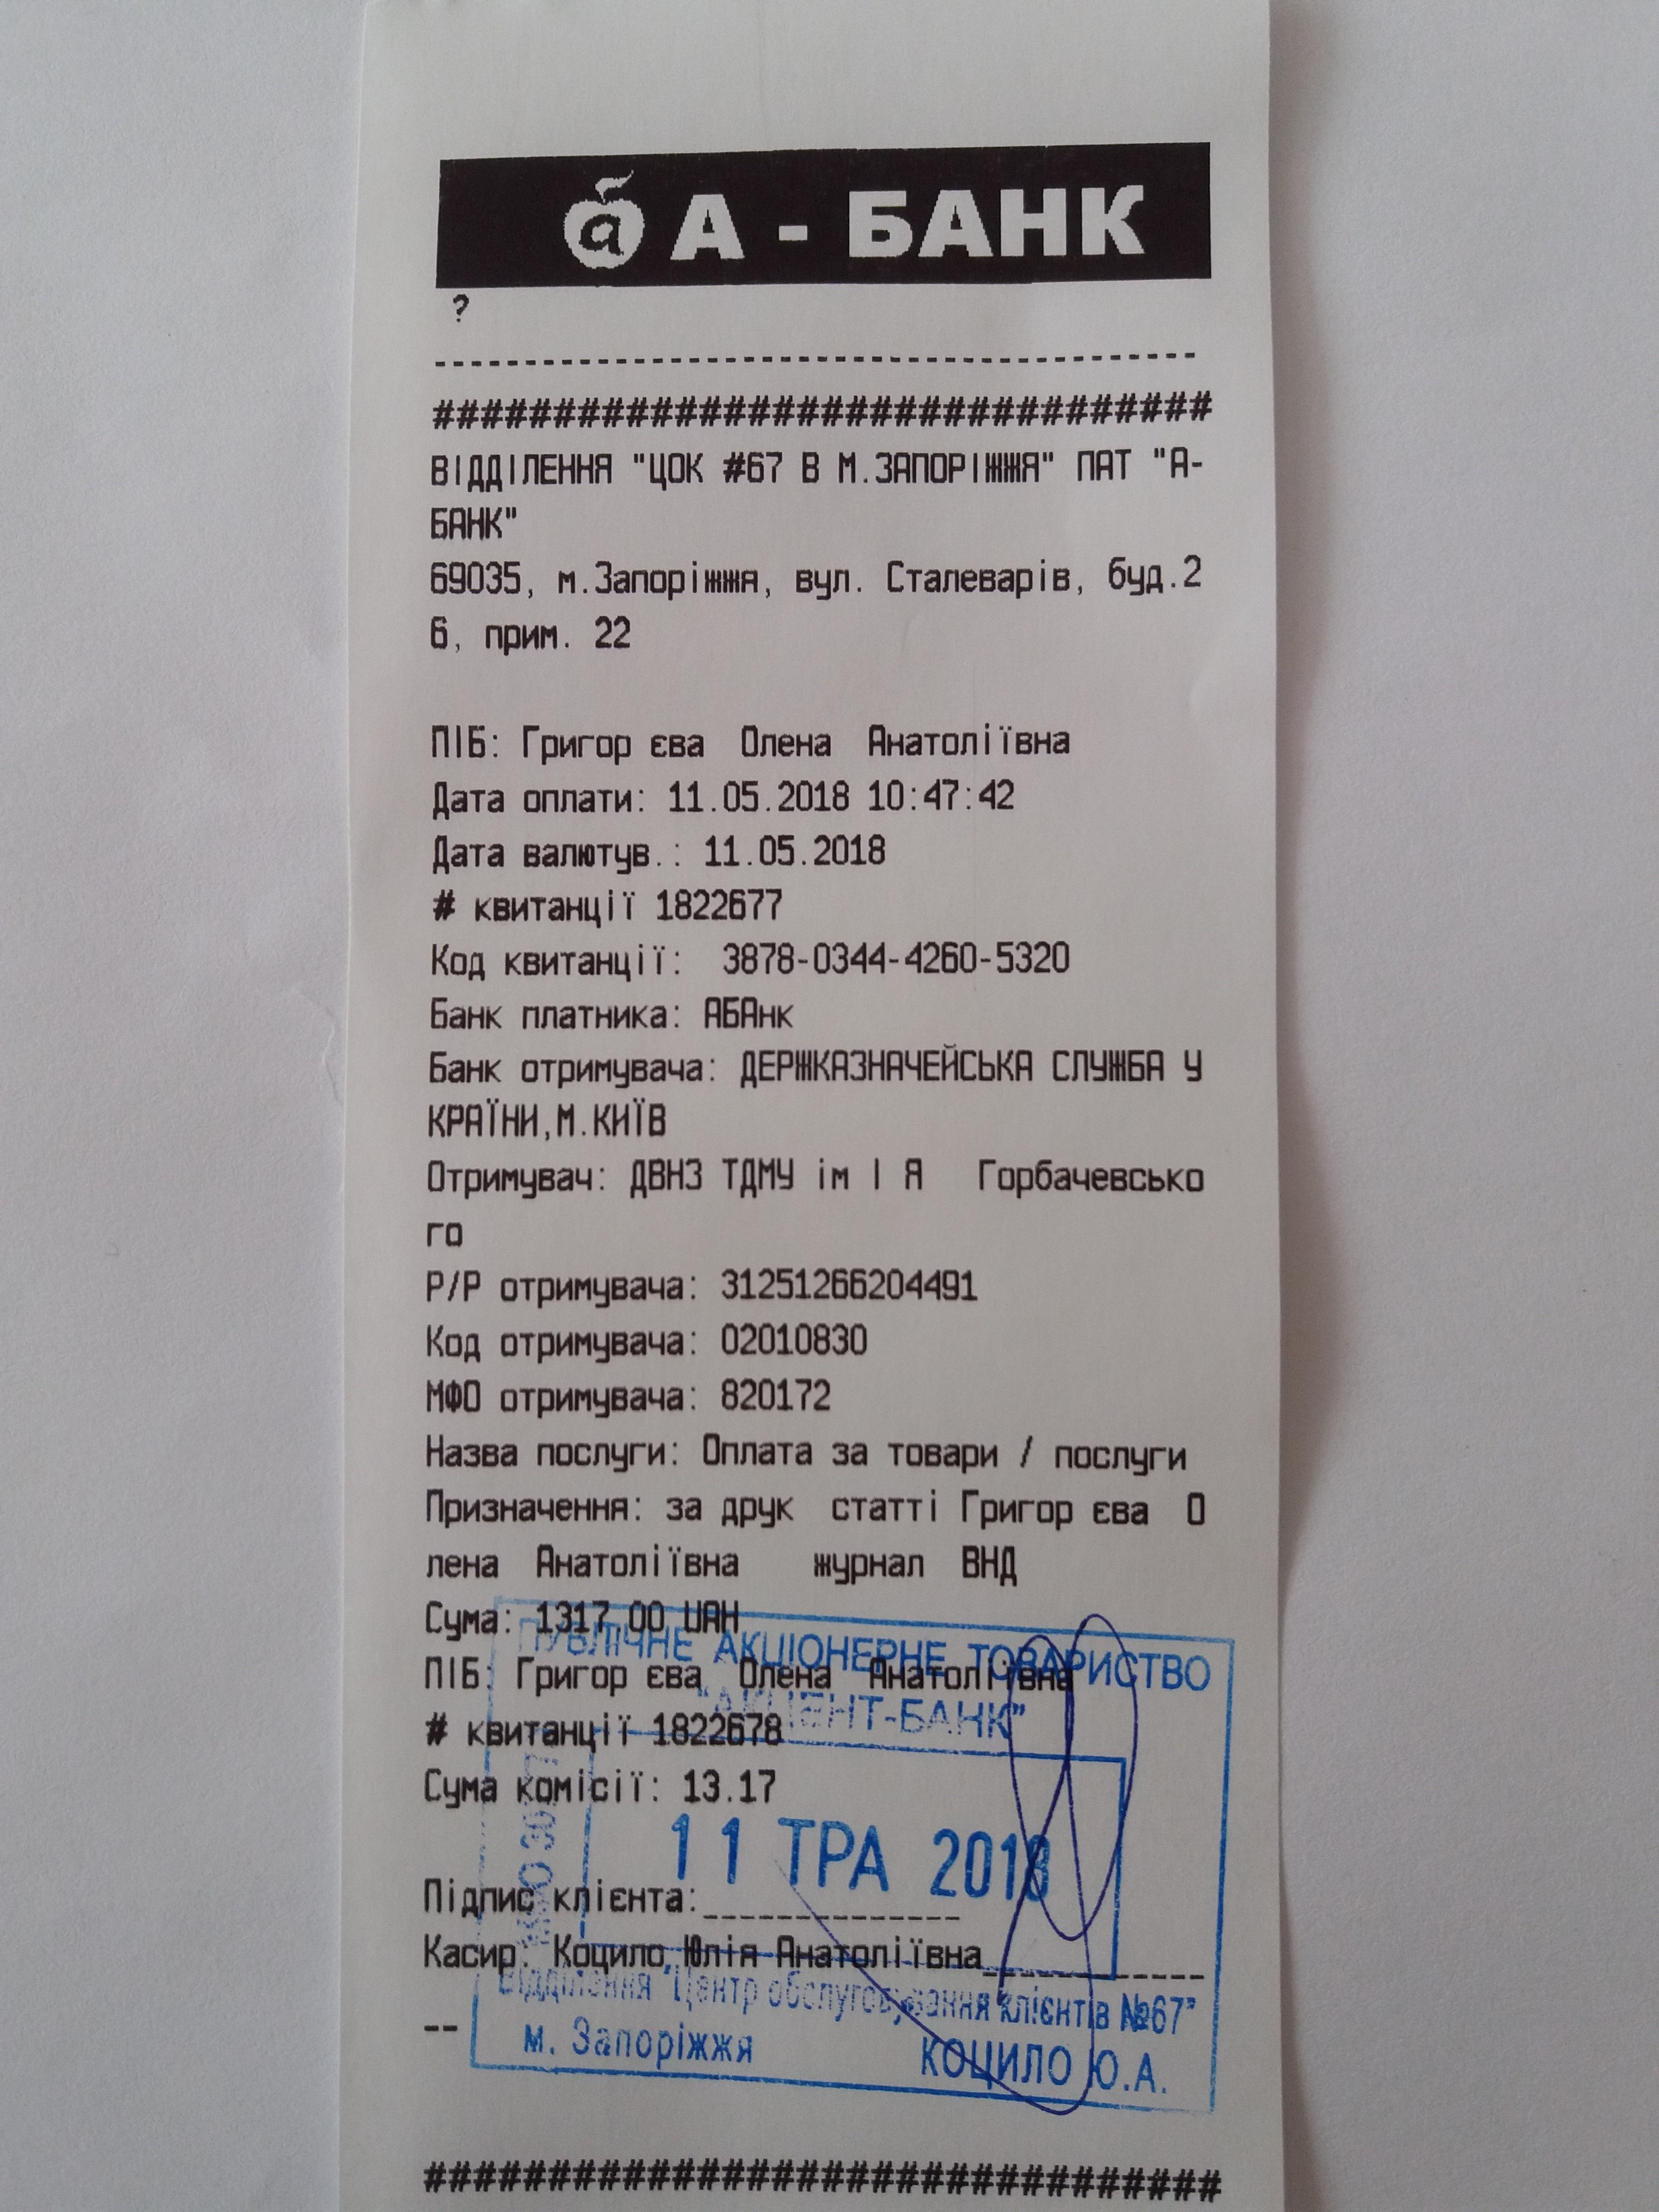 а А - БАНК
?
------------------------------------------
################################
ВІДДІЛЕННЯ "ЦОК #67 В М.ЗАПОРІЖЖЯ" ПАТ "А-
БАНК"
69035, м.Запоріжжя, вул. Сталеварів, буд.2
6, прим. 22
ПІБ: Григор єва  Олена  Анатоліївна
Дата оплати: 11.05.2018 10:47:42
Дата валютув.: 11.05.2018
# квитанції 1822677
Код квитанції:  3878-0344-4260-5320
Банк платника: АБАнк
Банк отримувача: ДЕРЖКАЗНАЧЕЙСЬКА СЛУЖБА У
КРАЇНИ,М.КИЇВ
Отримувач: ДВНЗ ТДМУ ім І Я   Горбачевсько
го
Р/Р отримувача: 31251266204491
Код отримувача: 02010830
МФО отримувача: 820172
Назва послуги: Оплата за товари / послуги
Призначення: за друк  статті Григор єва  О
лена  Анатоліївна    журнал  ВНД
Сума: 1317.00 UAH
ПУБЛІЧНЕ АКЦІОНЕРНЕ ТОВАРИСТВО
ПІБ: Григор єва  Олена  Анатоліївна
"АКЦЕНТ-БАНК"
# квитанції 1822678
Сума комісії: 13.17
11 ТРА 2018
Підпис клієнта:______________
Касир: Коцило Юлія Анатоліївна____________
Відділення "Центр обслуговування клієнтів №67"
--
м. Запоріжжя КОЦИЛО Ю.А.
################################